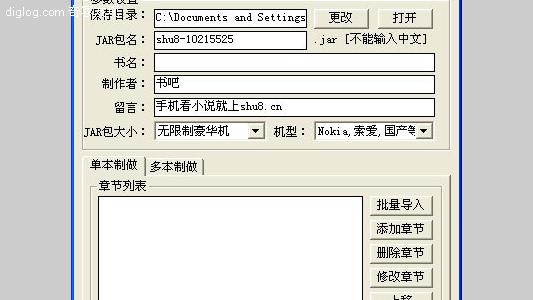 diglog.com
参数设置
保存目录： C:\Documents and Settings 更改 打开
JAR包名： shu8-10215525 .jar [不能输入中文]
书名：
制作者： 书吧
留言： 手机看小说就上shu8.cn
JAR包大小： 无限制豪华机 机型： Nokia,索爱,国产等
单本制做 多本制做
章节列表
批量导入
添加章节
删除章节
修改章节
上移